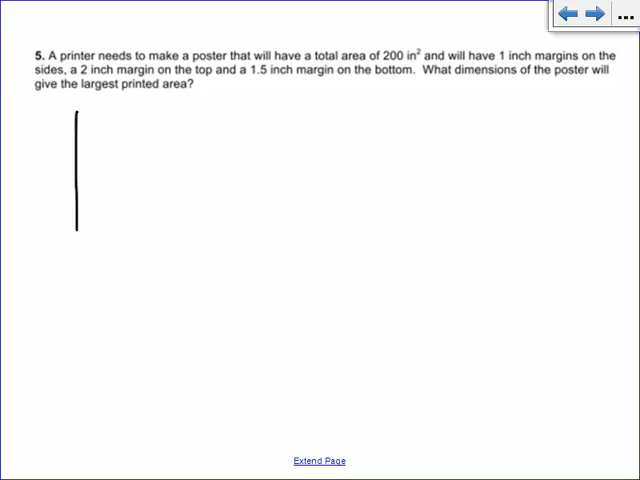 5. A printer needs to make a poster that will have a total area of 200 in² and will have 1 inch margins on the
sides, a 2 inch margin on the top and a 1.5 inch margin on the bottom. What dimensions of the poster will
give the largest printed area?
Extend Page